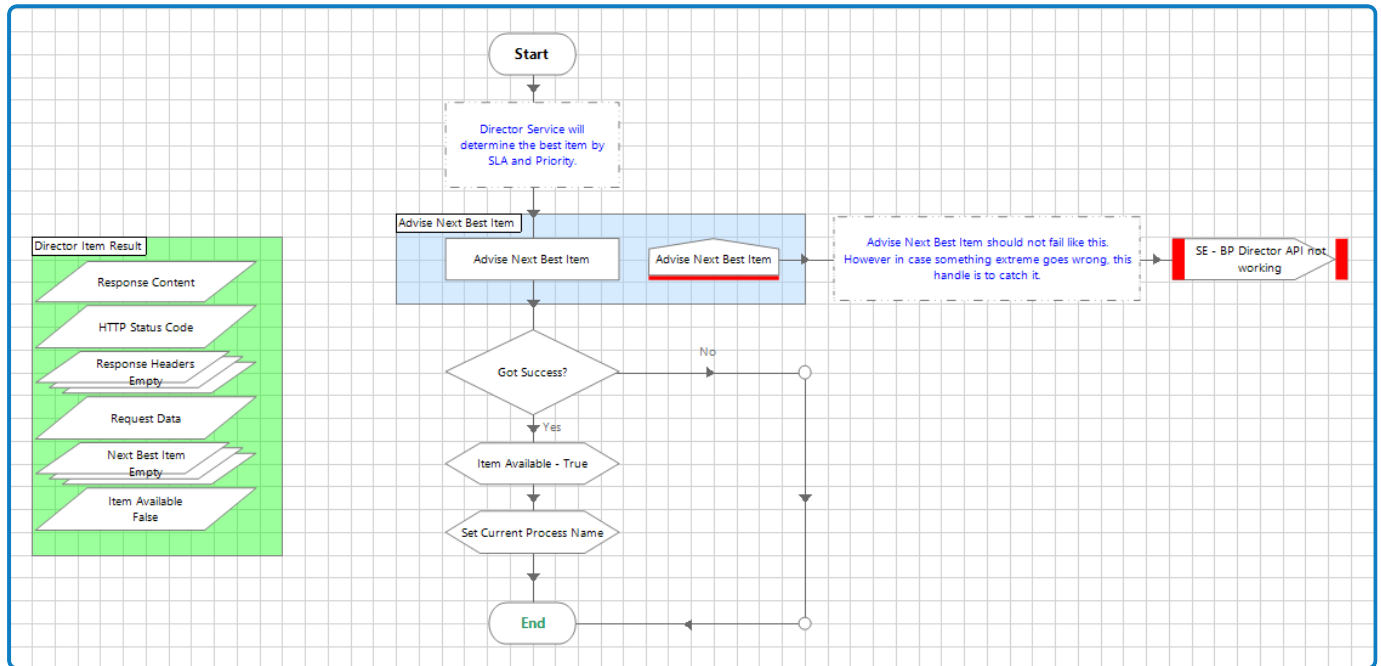 Start
Director Service will
determine the best item by
SLA and Priority.
Advise Next Best Item
Advise Next Best Item
Advise Next Best Item
Advise Next Best Item should not fail like this.
However in case something extreme goes wrong, this
handle is to catch it.
SE - BP Director API not
working
Director Item Result
Response Content
HTTP Status Code
Response Headers
Empty
Request Data
Next Best Item
Empty
Item Available
False
Got Success?
No
Yes
Item Available - True
Set Current Process Name
End